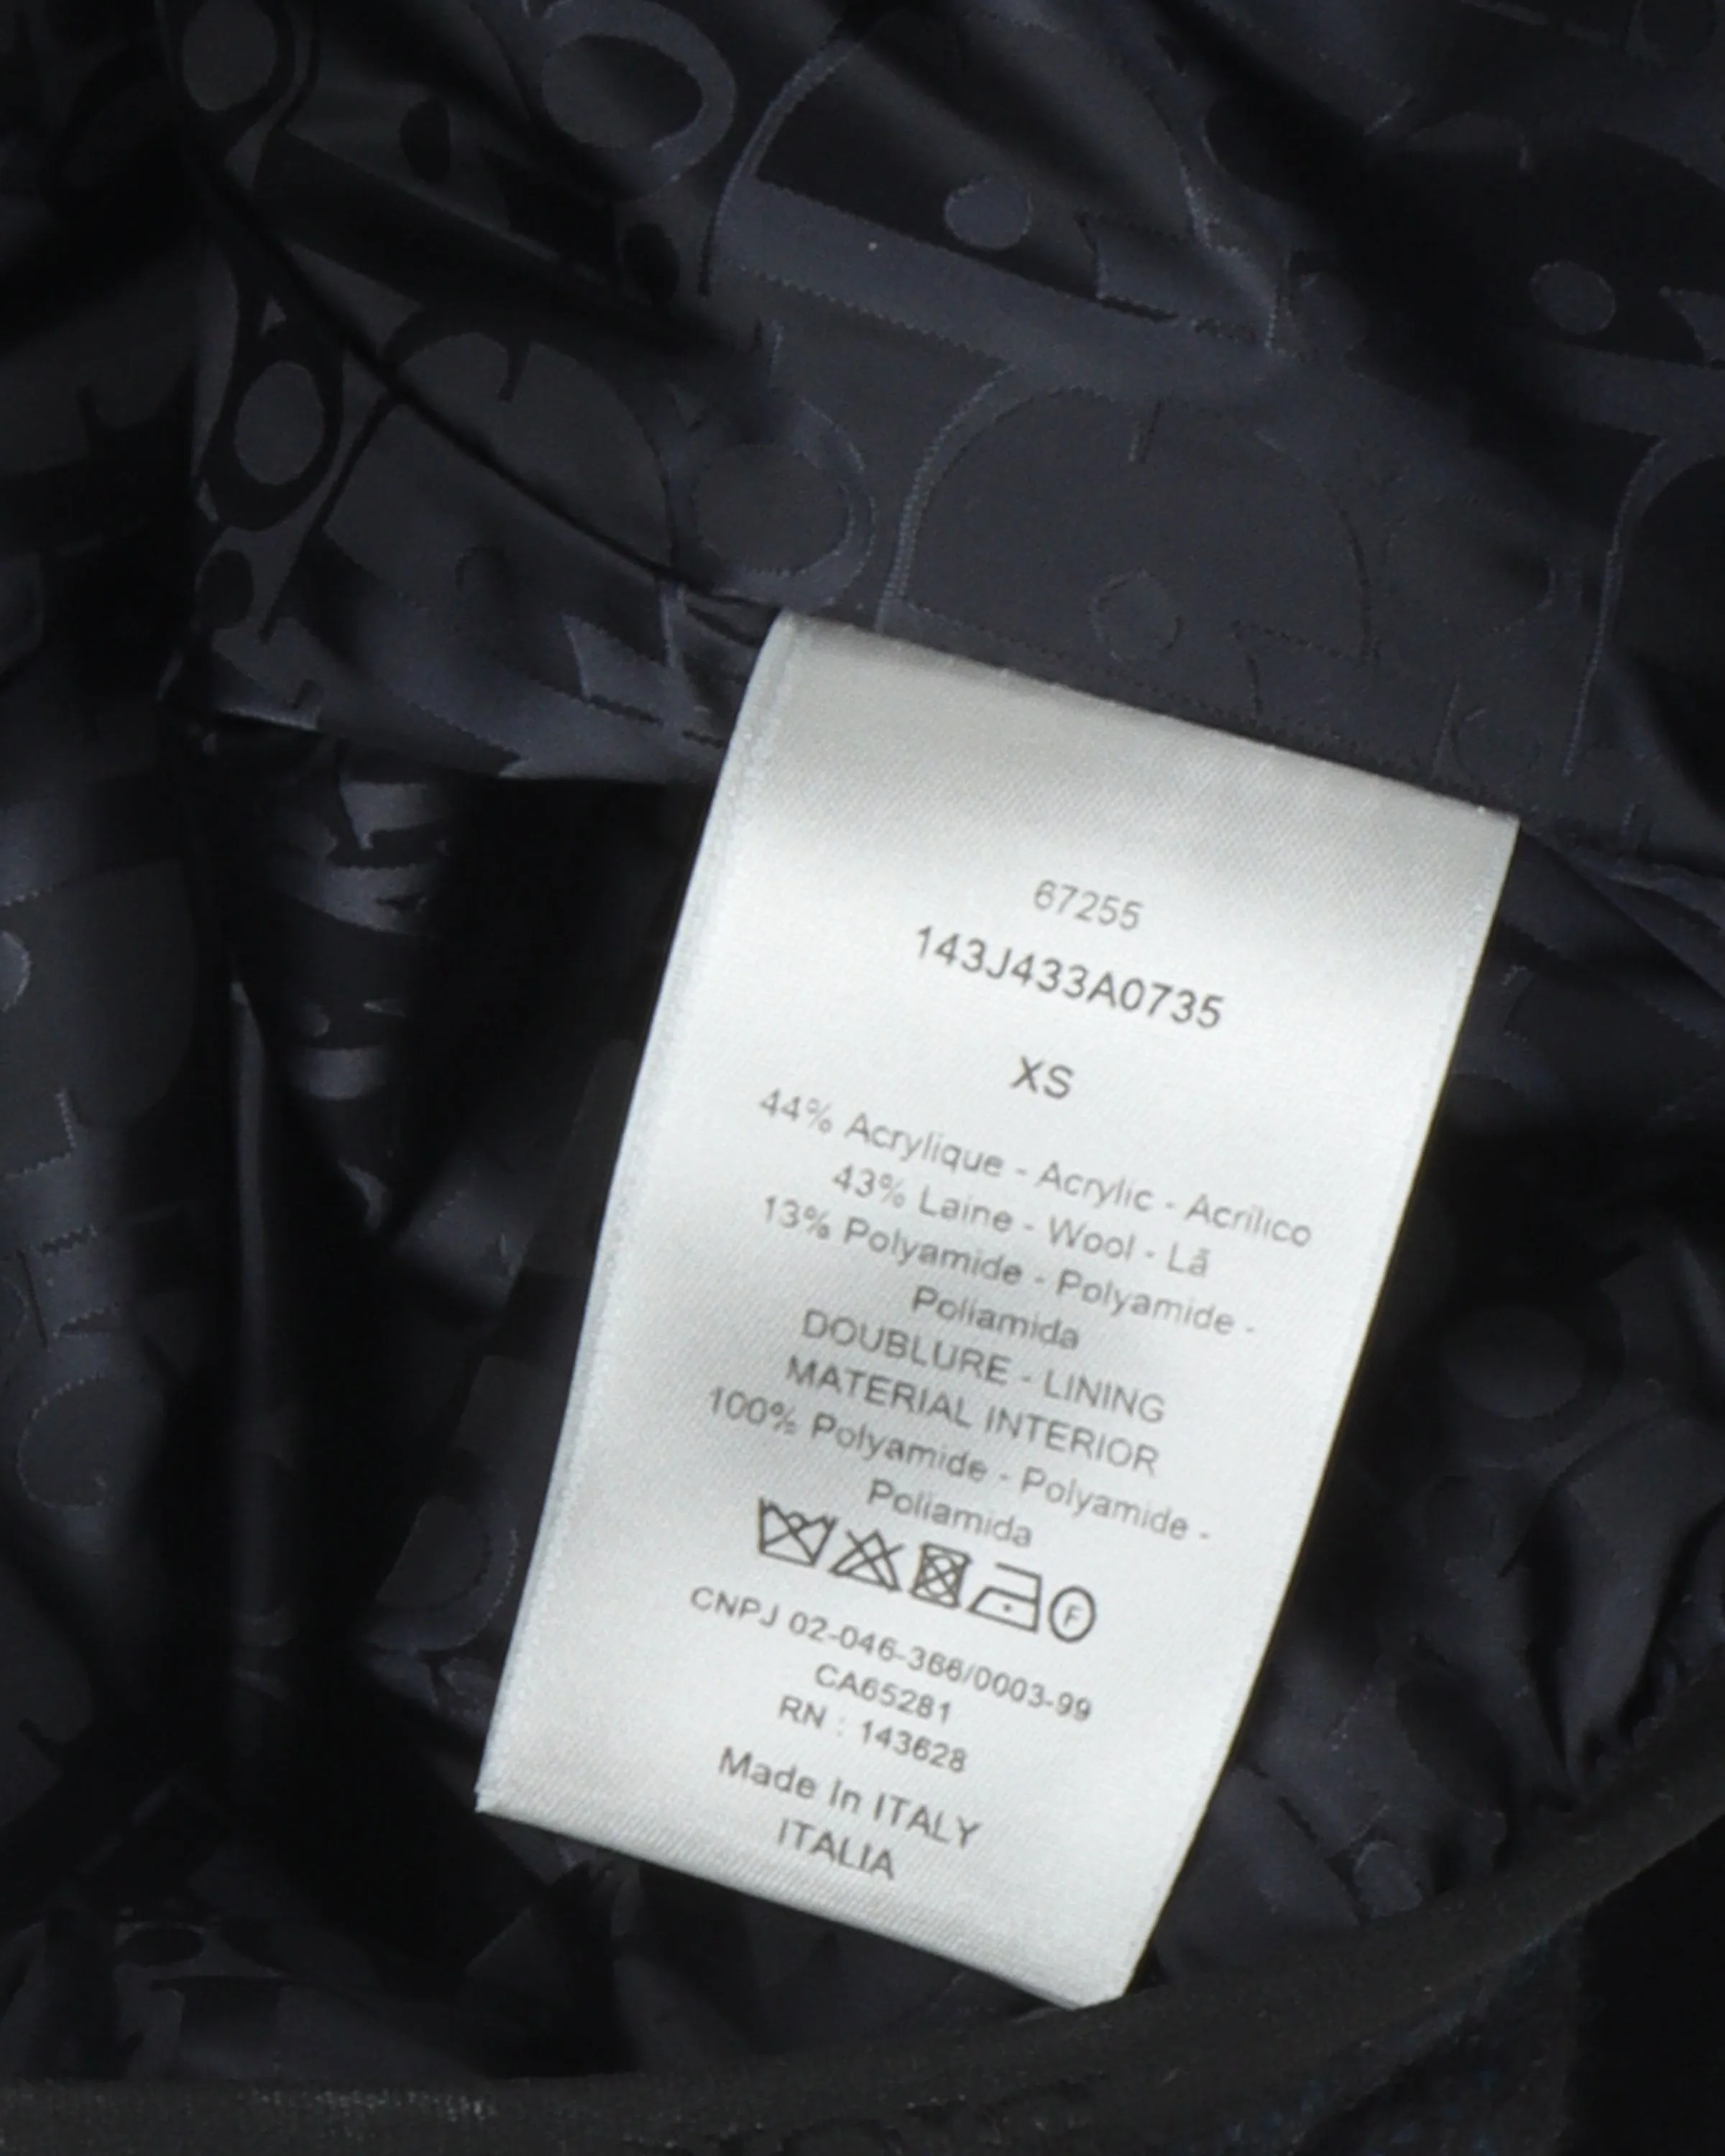 67255
143J433A0735
XS
44% Acrylique - Acrylic - Acrílico
43% Laine - Wool - Lã
13% Polyamide - Polyamide -
Poliamida
DOUBLURE - LINING
MATERIAL INTERIOR
100% Polyamide - Polyamide -
Poliamida
F
CNPJ 02-046-366/0003-99
CA65281
RN : 143628
Made In ITALY
ITALIA